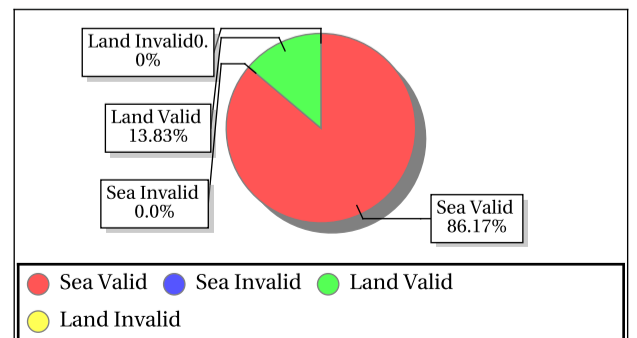 Land Invalid0.
0%
Land Valid
13.83%
Sea Invalid
0.0%
Sea Valid
86.17%
Sea Valid
Sea Invalid
Land Valid
Land Invalid